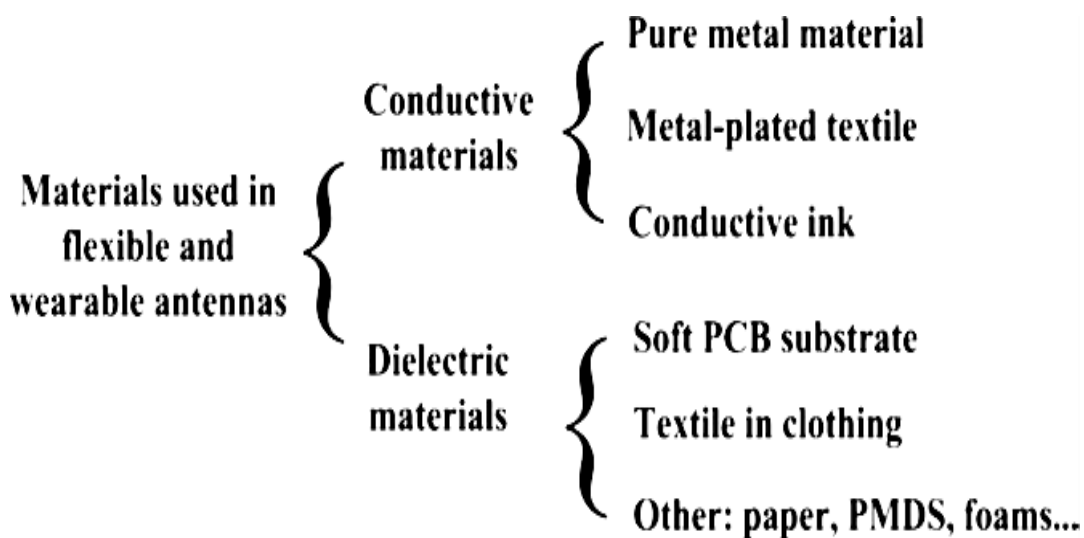 Materials used in
flexible and
wearable antennas
Conductive
materials
Pure metal material
Metal-plated textile
Conductive ink
Dielectric
materials
Soft PCB substrate
Textile in clothing
Other: paper, PMDS, foams...